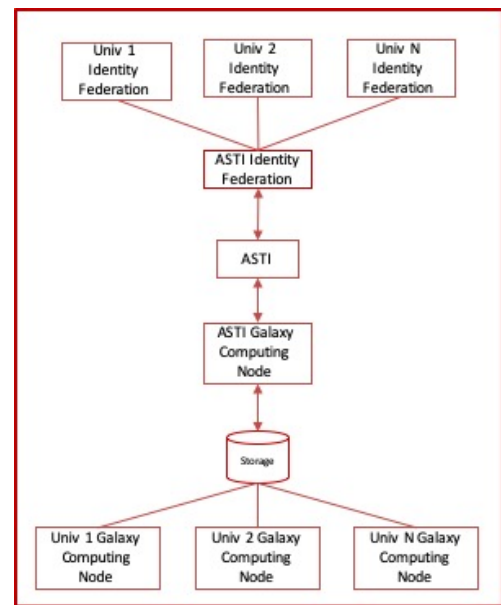 Univ 1
Identity
Federation
Univ 2
Identity
Federation
Univ N
Identity
Federation
ASTI Identity
Federation
ASTI
ASTI Galaxy
Computing
Node
Storage
Univ 1 Galaxy
Computing
Node
Univ 2 Galaxy
Computing
Node
Univ N Galaxy
Computing
Node